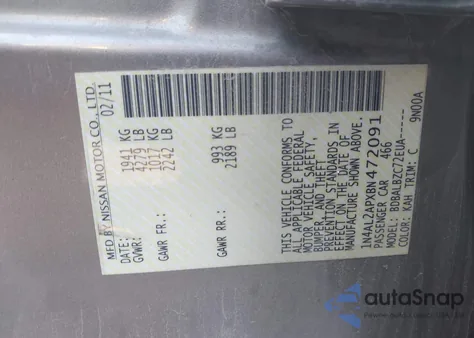 MFD BY NISSAN MOTOR CO., LTD.
DATE: 02/11
GVWR: 1941 KG
4279 LB
GAWR FR.: 1017 KG
2242 LB
GAWR RR.: 993 KG
2189 LB
THIS VEHICLE CONFORMS TO
ALL APPLICABLE FEDERAL
MOTOR VEHICLE SAFETY,
BUMPER, AND THEFT
PREVENTION STANDARDS IN
EFFECT ON THE DATE OF
MANUFACTURE SHOWN ABOVE.
1N4AL2APXBN472091
PASSENGER CAR 466
MODEL: BDBALBZC72EUA
COLOR: KAH TRIM: C 9N00A
autoSnap